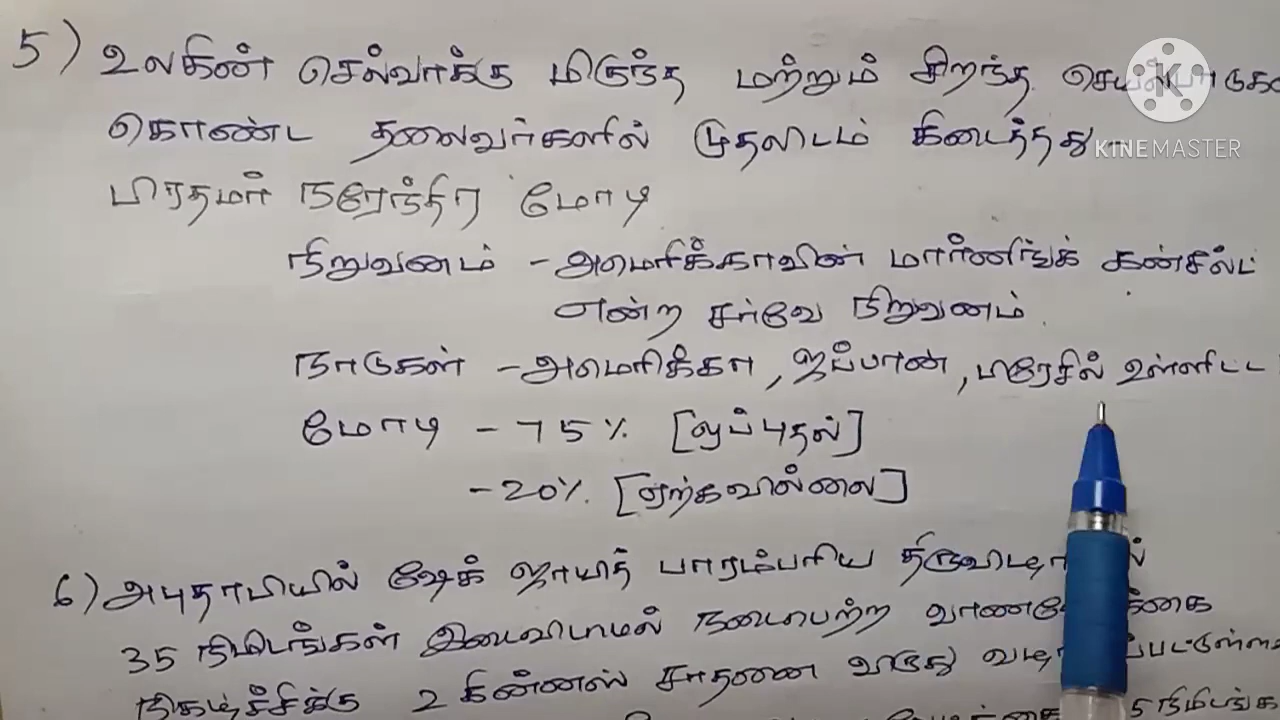 5) உலகின் செல்வாக்கு மிகுந்த மற்றும் சிறந்த
கொண்ட தலைவர்களில் முதலிடம் கிடைத்தது -
பிரதமர் நரேந்திர மோடி
நிறுவனம் - அமெரிக்காவின் மார்னிங்க் கன்சல்ட்
என்ற சர்வே நிறுவனம்.
நாடுகள் - அமெரிக்கா, ஜப்பான், பிரேசில் உள்ளிட்ட
மோடி - 75% [ஒப்புதல்]
- 20% [ஏற்கவில்லை]
6) அபுதாபியில் ஷேக் ஜாயித் பாரம்பரிய
35 நிமிடங்கள் இடைவிடாமல் நடைபெற்ற
நிகழ்ச்சிக்கு 2 கின்னஸ் சாதனை விருது
KINEMASTER